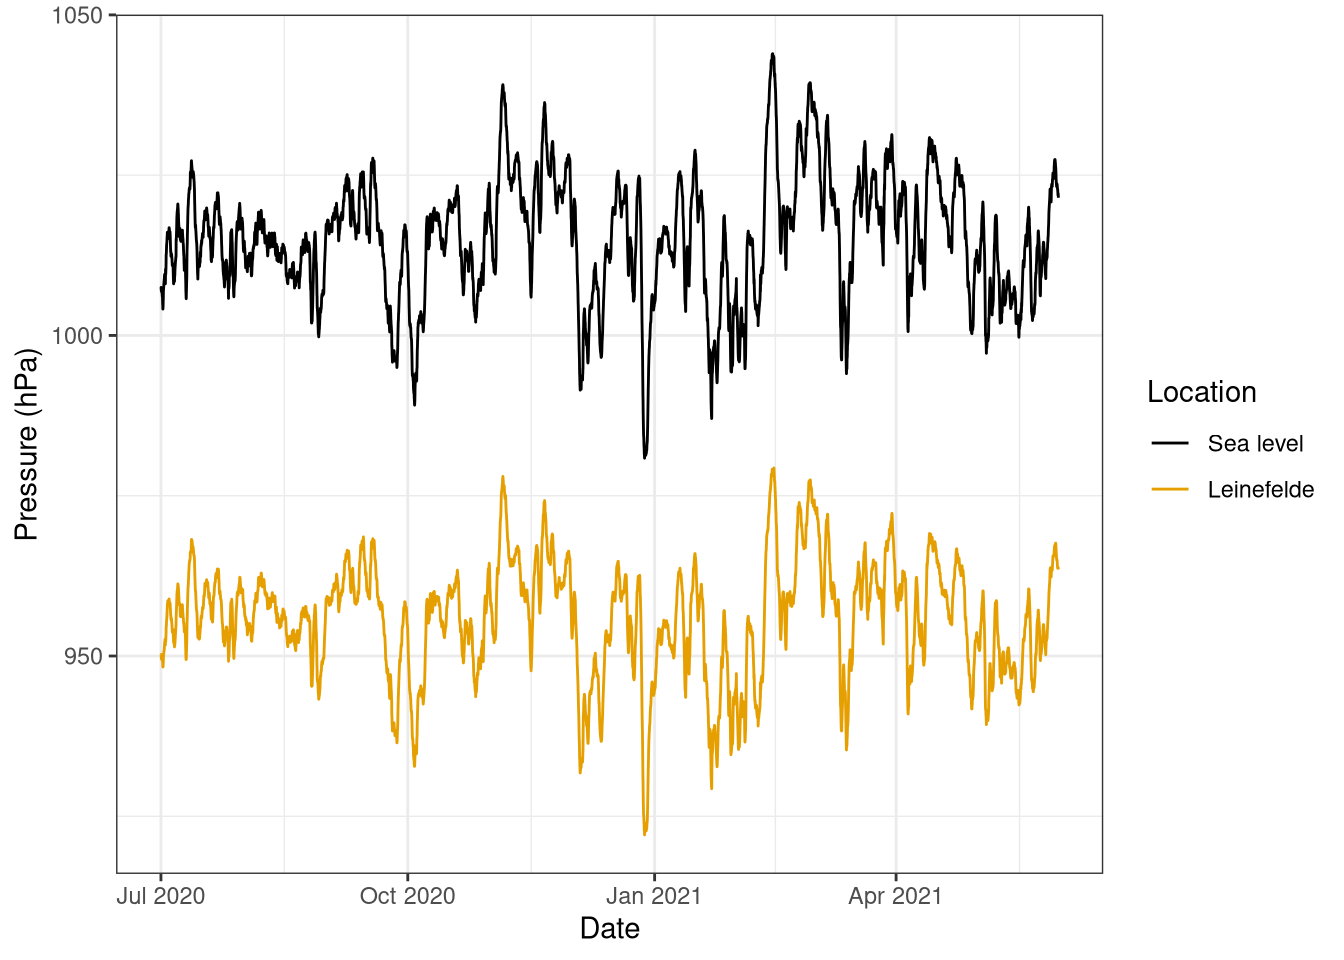 1050
1000
950
Pressure (hPa)
Jul 2020
Oct 2020
Jan 2021
Apr 2021
Date
Location
Sea level
Leinefelde